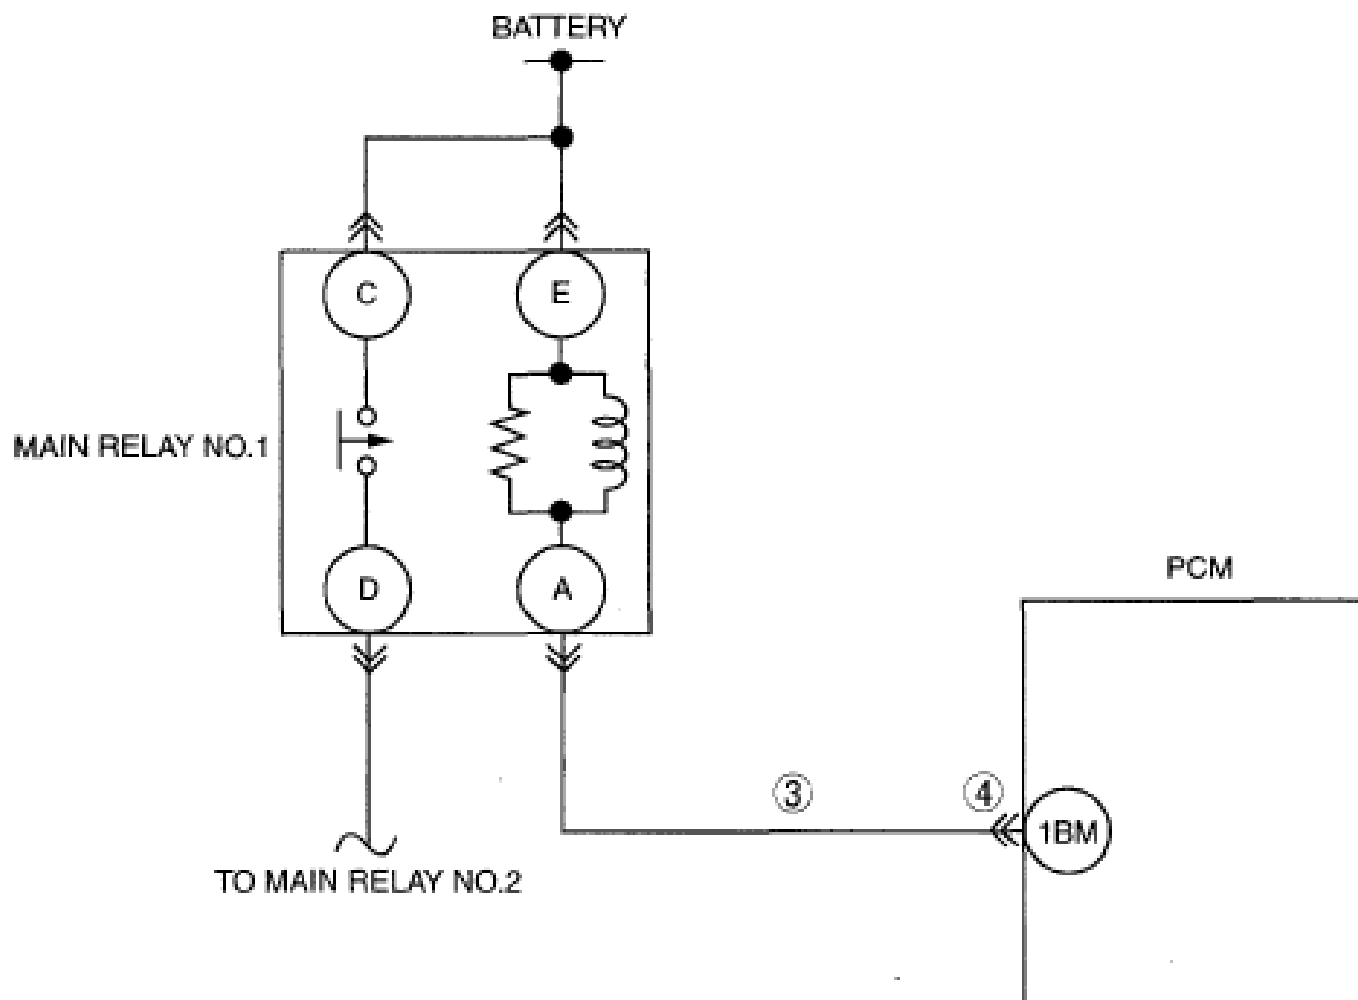 BATTERY
C
E
MAIN RELAY NO.1
D
A
PCM
3
4
1BM
TO MAIN RELAY NO.2